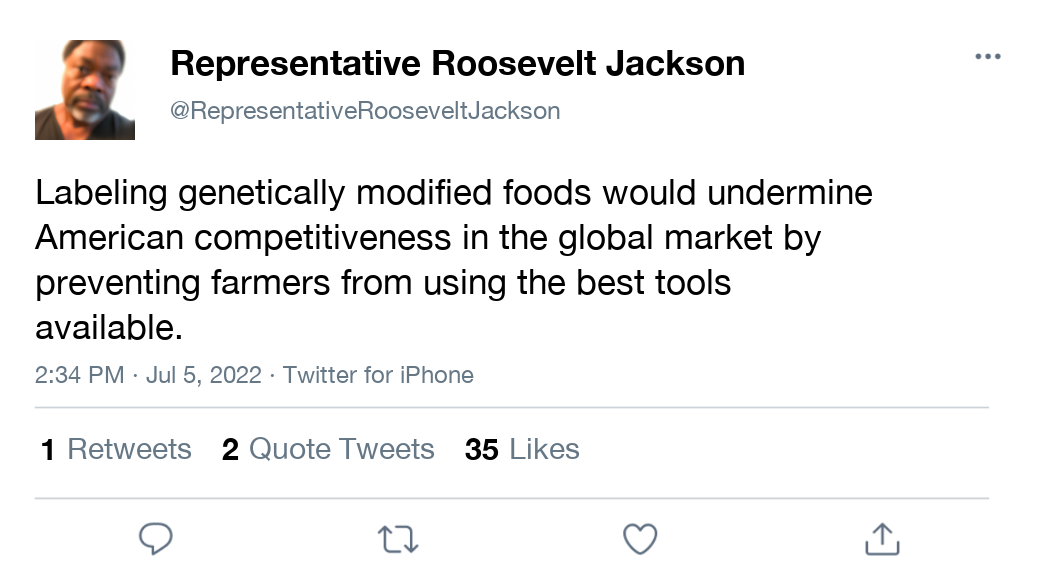 Representative Roosevelt Jackson
@RepresentativeRooseveltJackson
Labeling genetically modified foods would undermine
American competitiveness in the global market by
preventing farmers from using the best tools
available.
2:34 PM · Jul 5, 2022 · Twitter for iPhone
1 Retweets 2 Quote Tweets 35 Likes